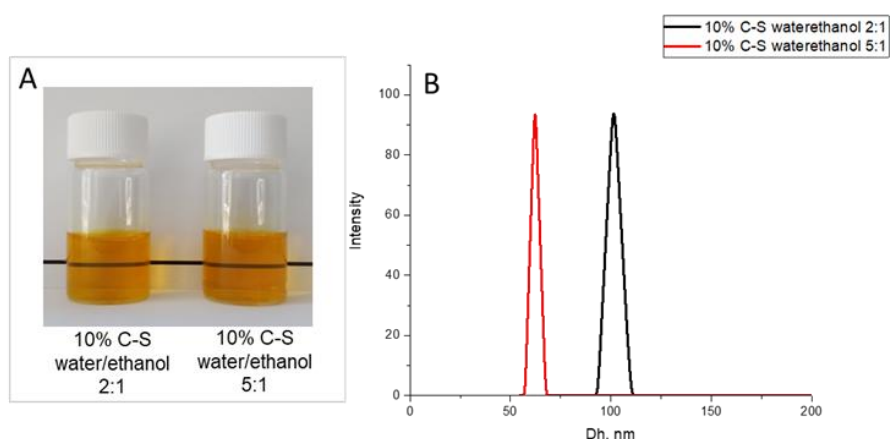 10% C-S waterethanol 2:1
10% C-S waterethanol 5:1
A
10% C-S
water/ethanol
2:1
10% C-S
water/ethanol
5:1
B
Intensity
100
80
60
40
20
0
0 50 100 150 200
Dh, nm